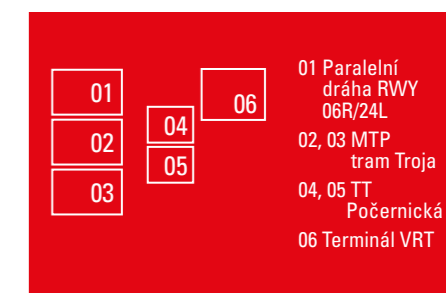 01
02
03
04
05
06
01 Paralelní
dráha RWY
06R/24L
02, 03 MTP
tram Troja
04, 05 TT
Počernická
06 Terminál VRT